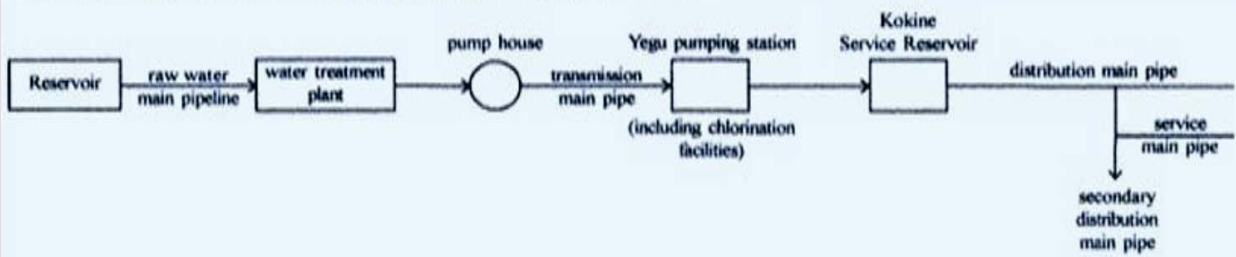 Reservoir
raw water
main pipeline
water treatment
plant
pump house
transmission
main pipe
Yegu pumping station
(including chlorination
facilities)
Kokine
Service Reservoir
distribution main pipe
service
main pipe
secondary
distribution
main pipe